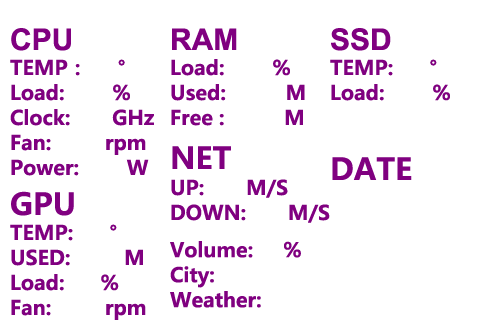 CPU
TEMP : °
Load: %
Clock: GHz
Fan: rpm
Power: W
GPU
TEMP: °
USED: M
Load: %
Fan: rpm
RAM
Load: %
Used: M
Free : M
NET
UP: M/S
DOWN: M/S
Volume: %
City:
Weather:
SSD
TEMP: °
Load: %
DATE